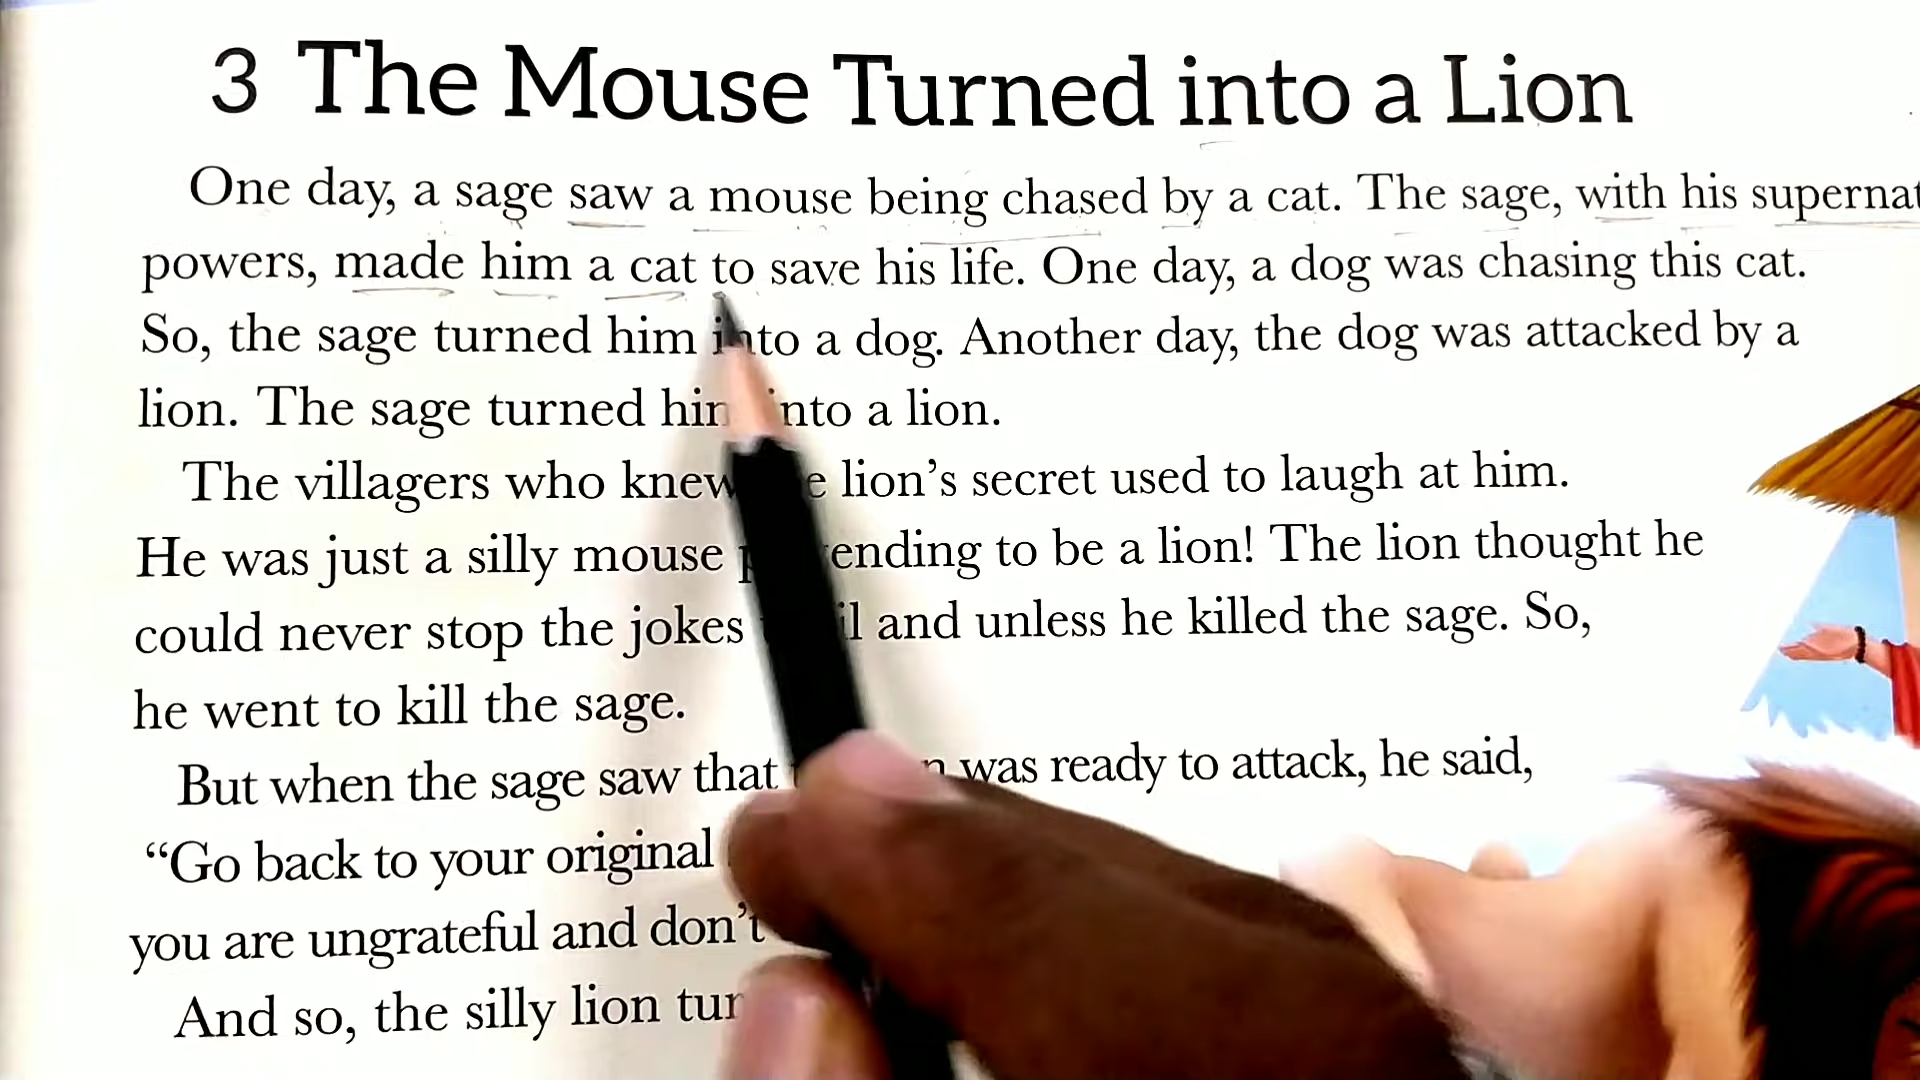 3 The Mouse Turned into a Lion
One day, a sage saw a mouse being chased by a cat. The sage, with his supernat
powers, made him a cat to save his life. One day, a dog was chasing this cat.
So, the sage turned him into a dog. Another day, the dog was attacked by a
lion. The sage turned him into a lion.
The villagers who knew lion’s secret used to laugh at him.
He was just a silly mouse to be a lion! The lion thought he
could never stop the jokes and unless he killed the sage. So,
he went to kill the sage.
But when the sage saw that was ready to attack, he said,
“Go back to your original
you are ungrateful and don’t
And so, the silly lion tur